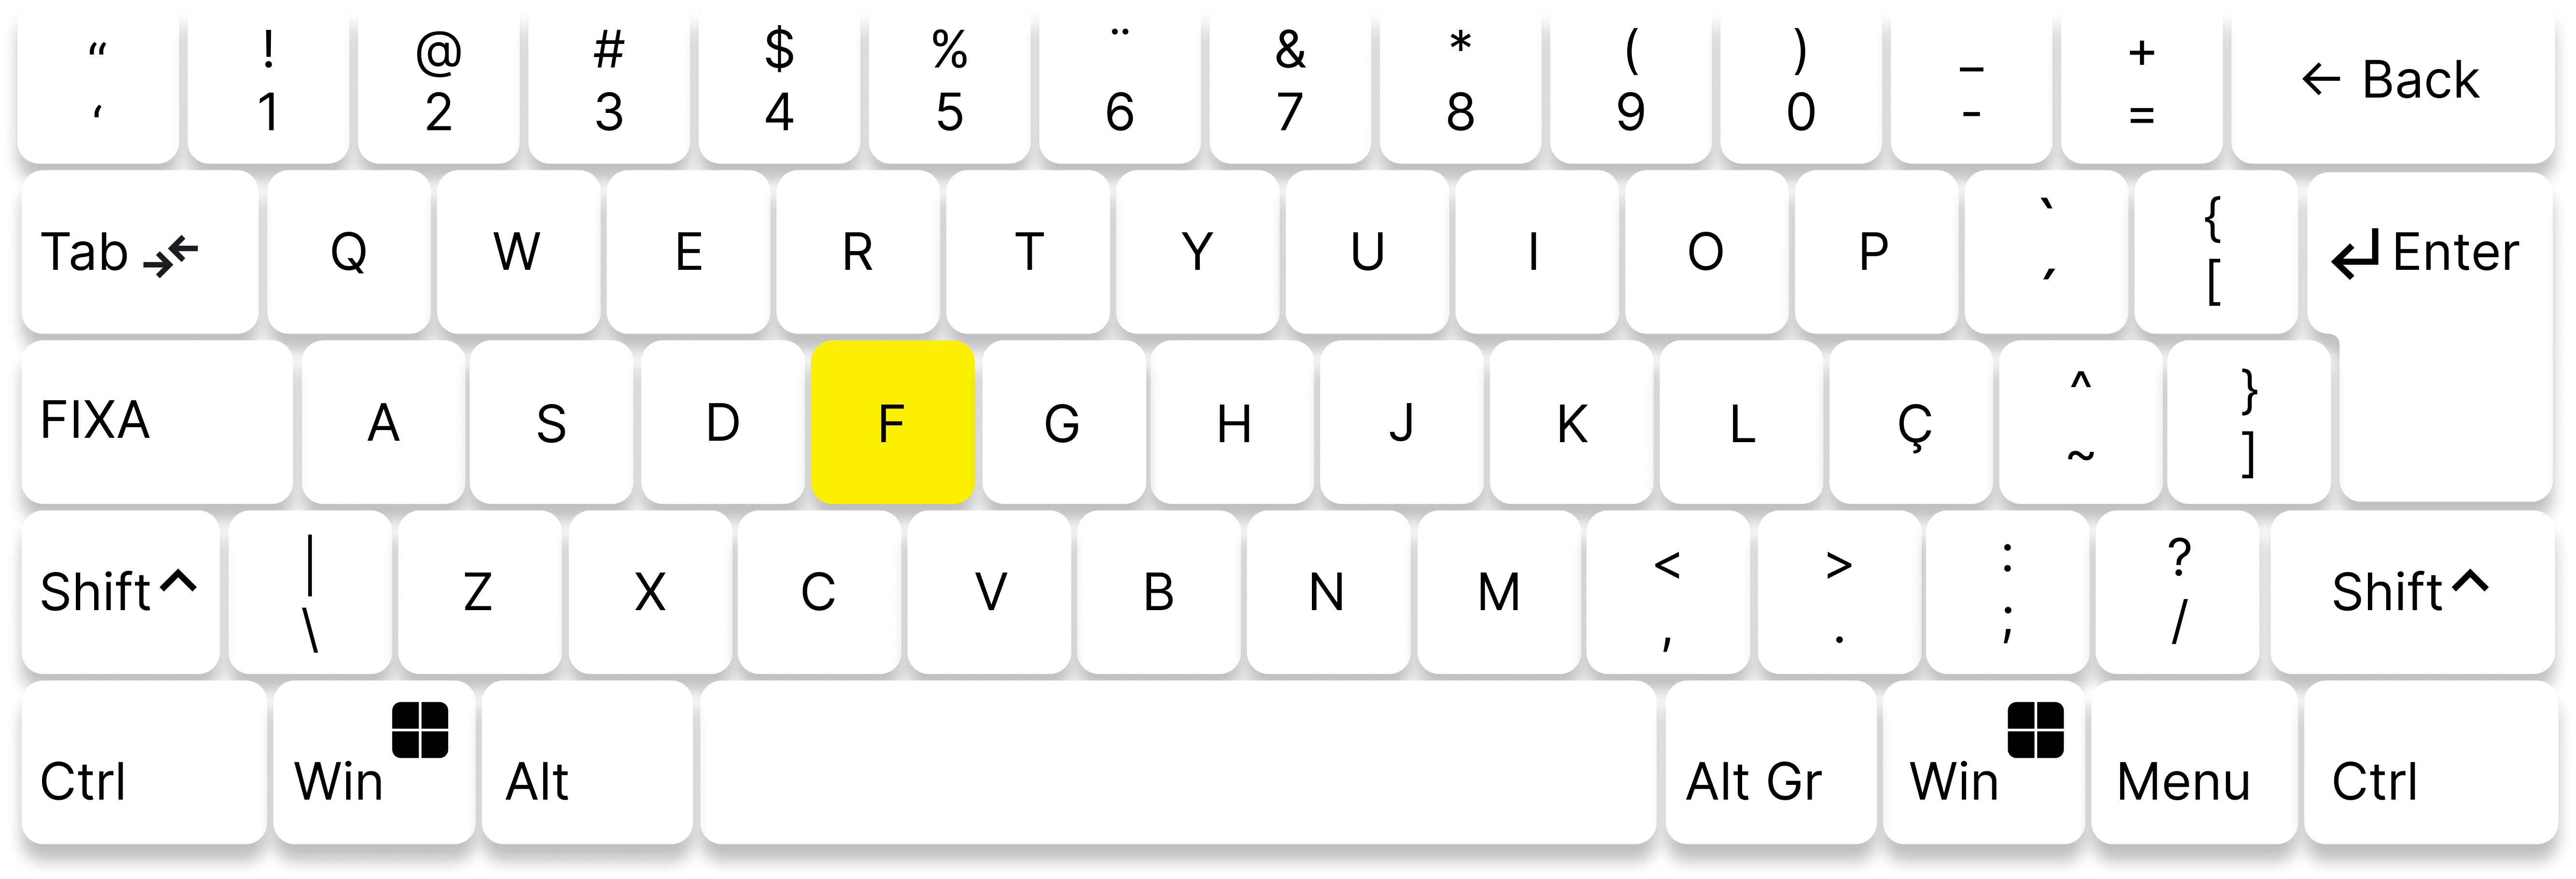 “ ! @ # $ % ¨ & * ( ) _ +
‘ 1 2 3 4 5 6 7 8 9 0 - = ← Back
Tab Q W E R T Y U I O P ` ´ { [ Enter
FIXA A S D F G H J K L Ç ^ ~ } ]
Shift | \ Z X C V B N M < , > . : ; ? / Shift
Ctrl Win Alt Alt Gr Win Menu Ctrl